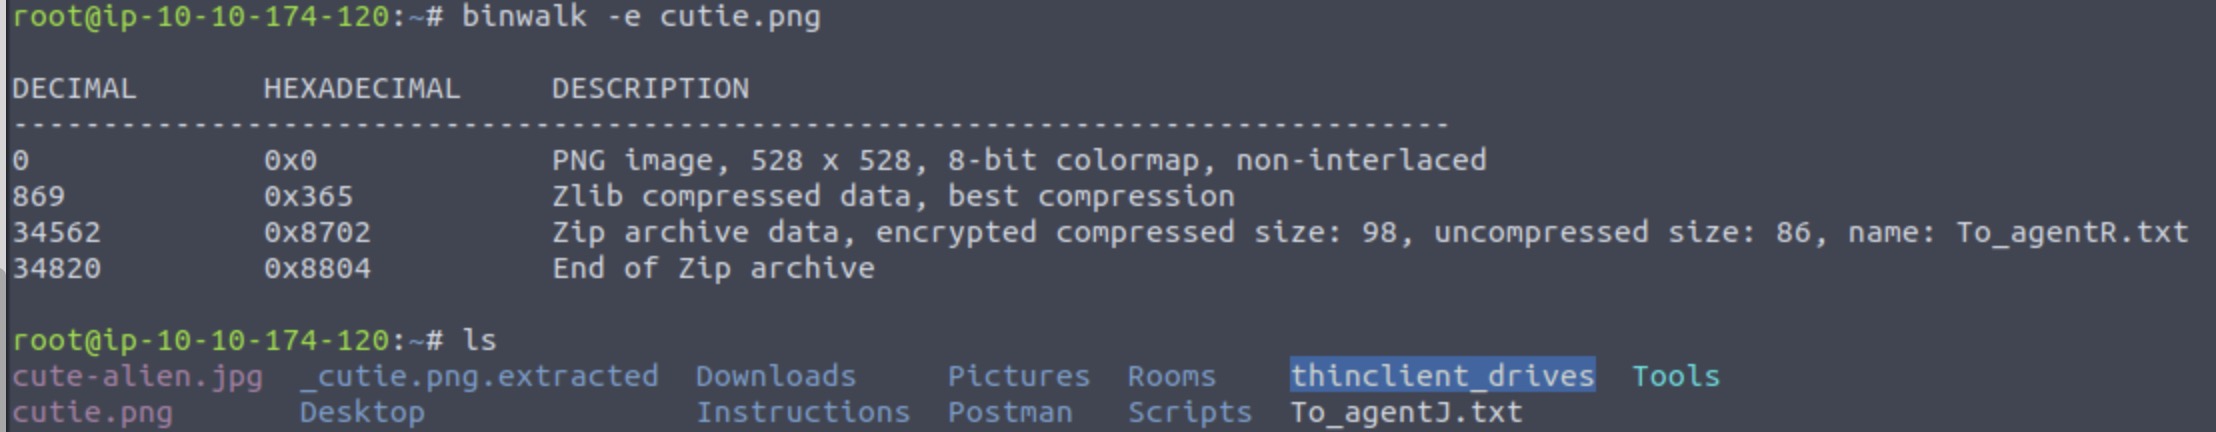 root@ip-10-10-174-120:~# binwalk -e cutie.png
DECIMAL       HEXADECIMAL     DESCRIPTION
--------------------------------------------------------------------------------
0             0x0             PNG image, 528 x 528, 8-bit colormap, non-interlaced
869           0x365           Zlib compressed data, best compression
34562         0x8702          Zip archive data, encrypted compressed size: 98, uncompressed size: 86, name: To_agentR.txt
34820         0x8804          End of Zip archive
root@ip-10-10-174-120:~# ls
cute-alien.jpg  _cutie.png.extracted  Downloads     Pictures  Rooms    thinclient_drives  Tools
cutie.png       Desktop               Instructions  Postman   Scripts  To_agentJ.txt